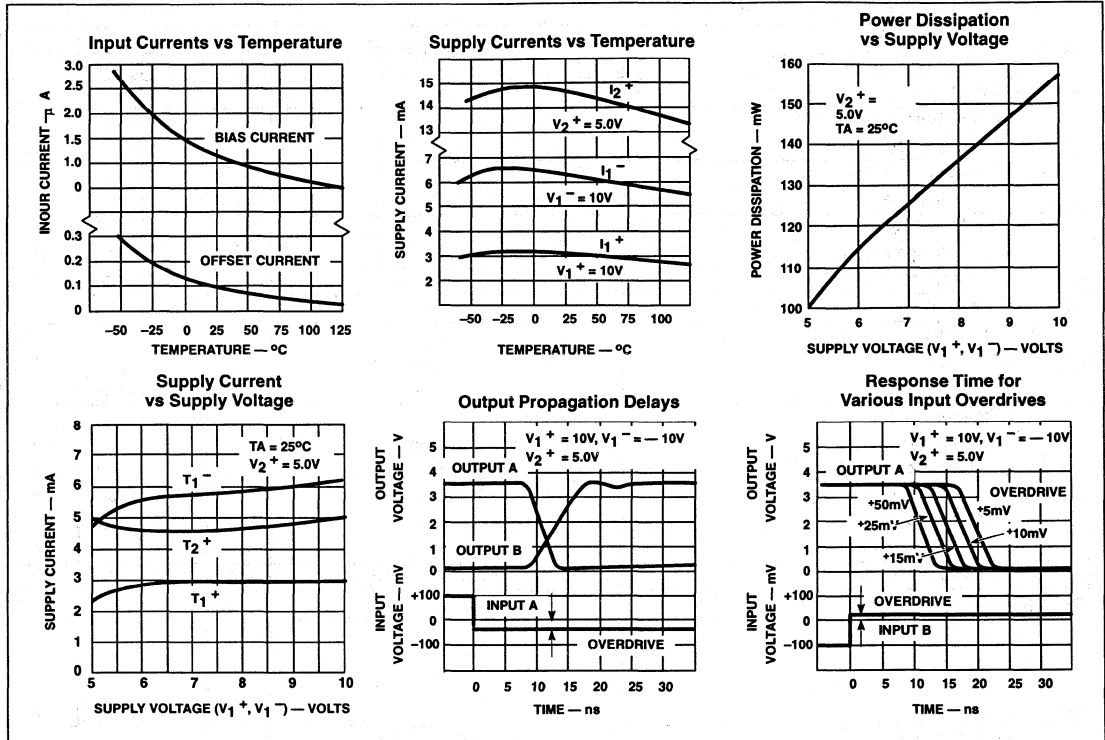 Input Currents vs Temperature
INOUR CURRENT –μ A
3.0
2.5
2.0
1.5
1.0
0
0.3
0.2
0.1
0
BIAS CURRENT
OFFSET CURRENT
–50 –25 0 25 50 75 100 125
TEMPERATURE — °C
Supply Currents vs Temperature
SUPPLY CURRENT — mA
15
14
13
7
6
5
4
3
2
I2+
V2+ = 5.0V
I1–
V1– = 10V
I1+
V1+ = 10V
–50 –25 0 25 50 75 100
TEMPERATURE — °C
Power Dissipation
vs Supply Voltage
POWER DISSIPATION — mW
160
150
140
130
120
110
100
V2+ =
5.0V
TA = 25°C
5 6 7 8 9 10
SUPPLY VOLTAGE (V1+, V1–) — VOLTS
Supply Current
vs Supply Voltage
SUPPLY CURRENT — mA
8
7
6
5
4
3
2
1
0
TA = 25°C
V2+ = 5.0V
T1–
T2+
T1+
5 6 7 8 9 10
SUPPLY VOLTAGE (V1+, V1–) — VOLTS
Output Propagation Delays
OUTPUT
VOLTAGE — V
5
4
3
2
1
0
V1+ = 10V, V1– = – 10V
V2+ = 5.0V
OUTPUT A
OUTPUT B
INPUT
VOLTAGE — mV
+100
0
–100
INPUT A
OVERDRIVE
0 5 10 15 20 25 30
TIME — ns
Response Time for
Various Input Overdrives
OUTPUT
VOLTAGE — V
5
4
3
2
1
0
V1+ = 10V, V1– = – 10V
V2+ = 5.0V
OUTPUT A
OVERDRIVE
+50mV
+5mV
+25mV
+10mV
+15mV
INPUT
VOLTAGE — mV
+100
0
–100
OVERDRIVE
INPUT B
0 5 10 15 20 25 30
TIME — ns